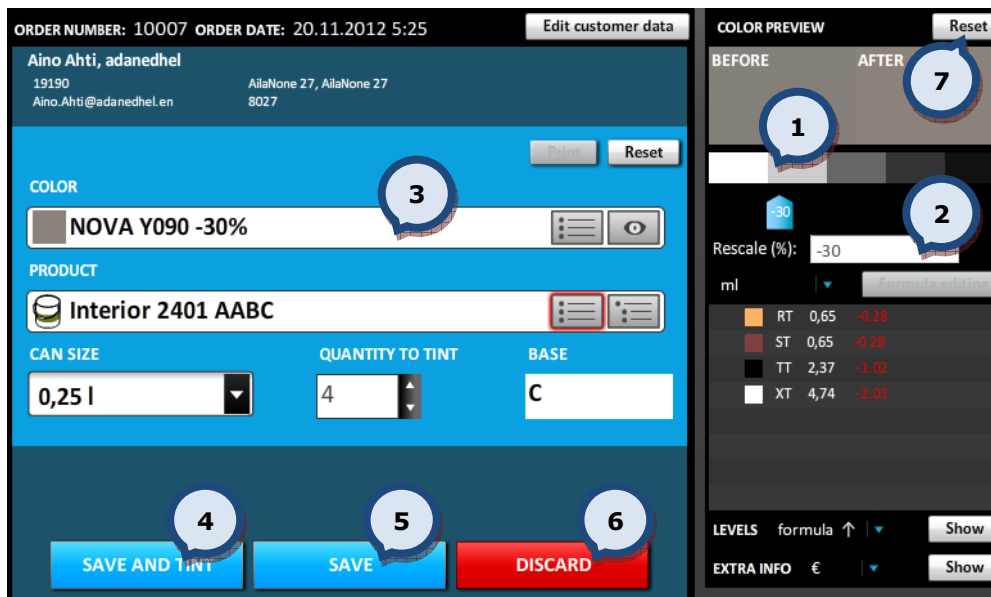 ORDER NUMBER: 10007 ORDER DATE: 20.11.2012 5:25
Edit customer data
Aino Ahti, adanedhel
19190 AilaNone 27, AilaNone 27
Aino.Ahti@adanedhel.en 8027
Print Reset
COLOR
3
NOVA Y090 -30%
PRODUCT
Interior 2401 AABC
CAN SIZE QUANTITY TO TINT BASE
0,25 l 4 C
4 5 6
SAVE AND TINT SAVE DISCARD
COLOR PREVIEW Reset
BEFORE AFTER
7
1
-30
2
Rescale (%): -30
ml Formula editing
RT 0,65 -0.28
ST 0,65 -0.28
TT 2,37 -1.02
XT 4,74 -2.03
LEVELS formula ↑ Show
EXTRA INFO € Show